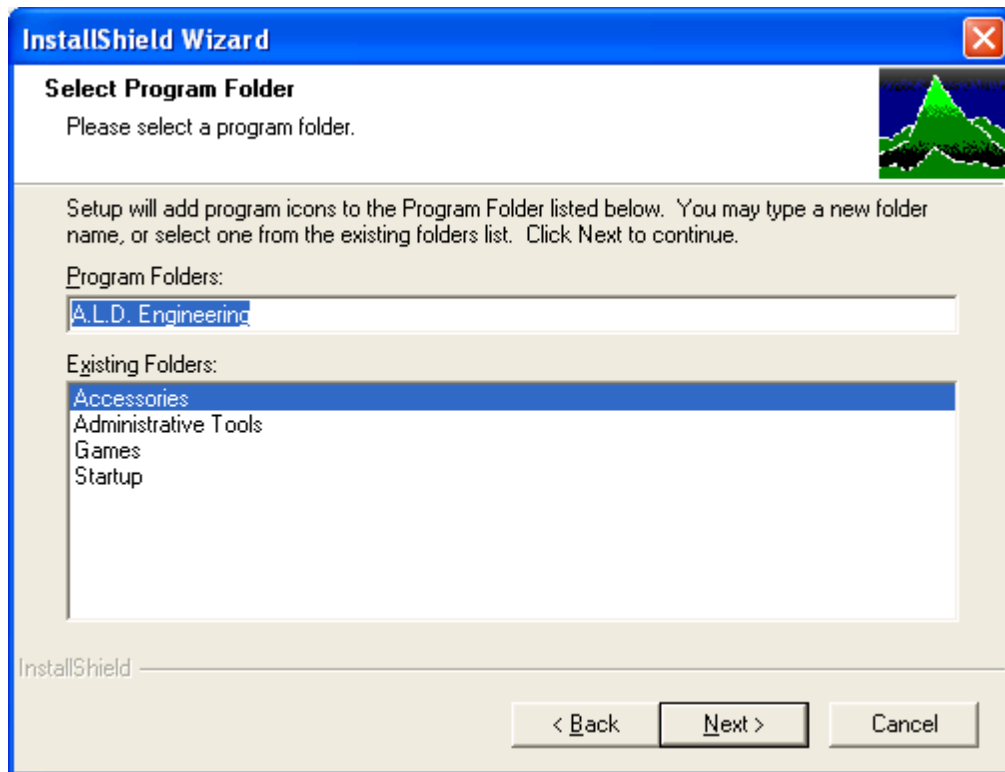 InstallShield Wizard
Select Program Folder
Please select a program folder.
Setup will add program icons to the Program Folder listed below.  You may type a new folder
name, or select one from the existing folders list.  Click Next to continue.
Program Folders:
A.L.D. Engineering
Existing Folders:
Accessories
Administrative Tools
Games
Startup
InstallShield
< Back
Next >
Cancel